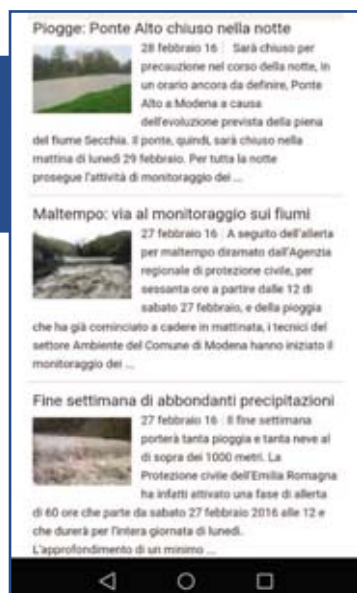 Piogge: Ponte Alto chiuso nella notte
28 febbraio 16 | Sarà chiuso per
precauzione nel corso della notte, in
un orario ancora da definire, Ponte
Alto a Modena a causa
dell'evoluzione prevista della piena
del fiume Secchia. Il ponte, quindi, sarà chiuso nella
mattina di lunedì 29 febbraio. Per tutta la notte
prosegue l'attività di monitoraggio dei ...
Maltempo: via al monitoraggio sui fiumi
27 febbraio 16 | A seguito dell'allerta
per maltempo diramato dall'Agenzia
regionale di protezione civile, per
sessanta ore a partire dalle 12 di
sabato 27 febbraio, e della pioggia
che ha già cominciato a cadere in mattinata, i tecnici del
settore Ambiente del Comune di Modena hanno iniziato il
monitoraggio dei ...
Fine settimana di abbondanti precipitazioni
27 febbraio 16 | Il fine settimana
porterà tanta pioggia e tanta neve al
di sopra dei 1000 metri. La
Protezione civile dell'Emilia Romagna
ha infatti attivato una fase di allerta
di 60 ore che parte da sabato 27 febbraio 2016 alle 12 e
che durerà per l'intera giornata di lunedì.
L'approfondimento di un minimo ...